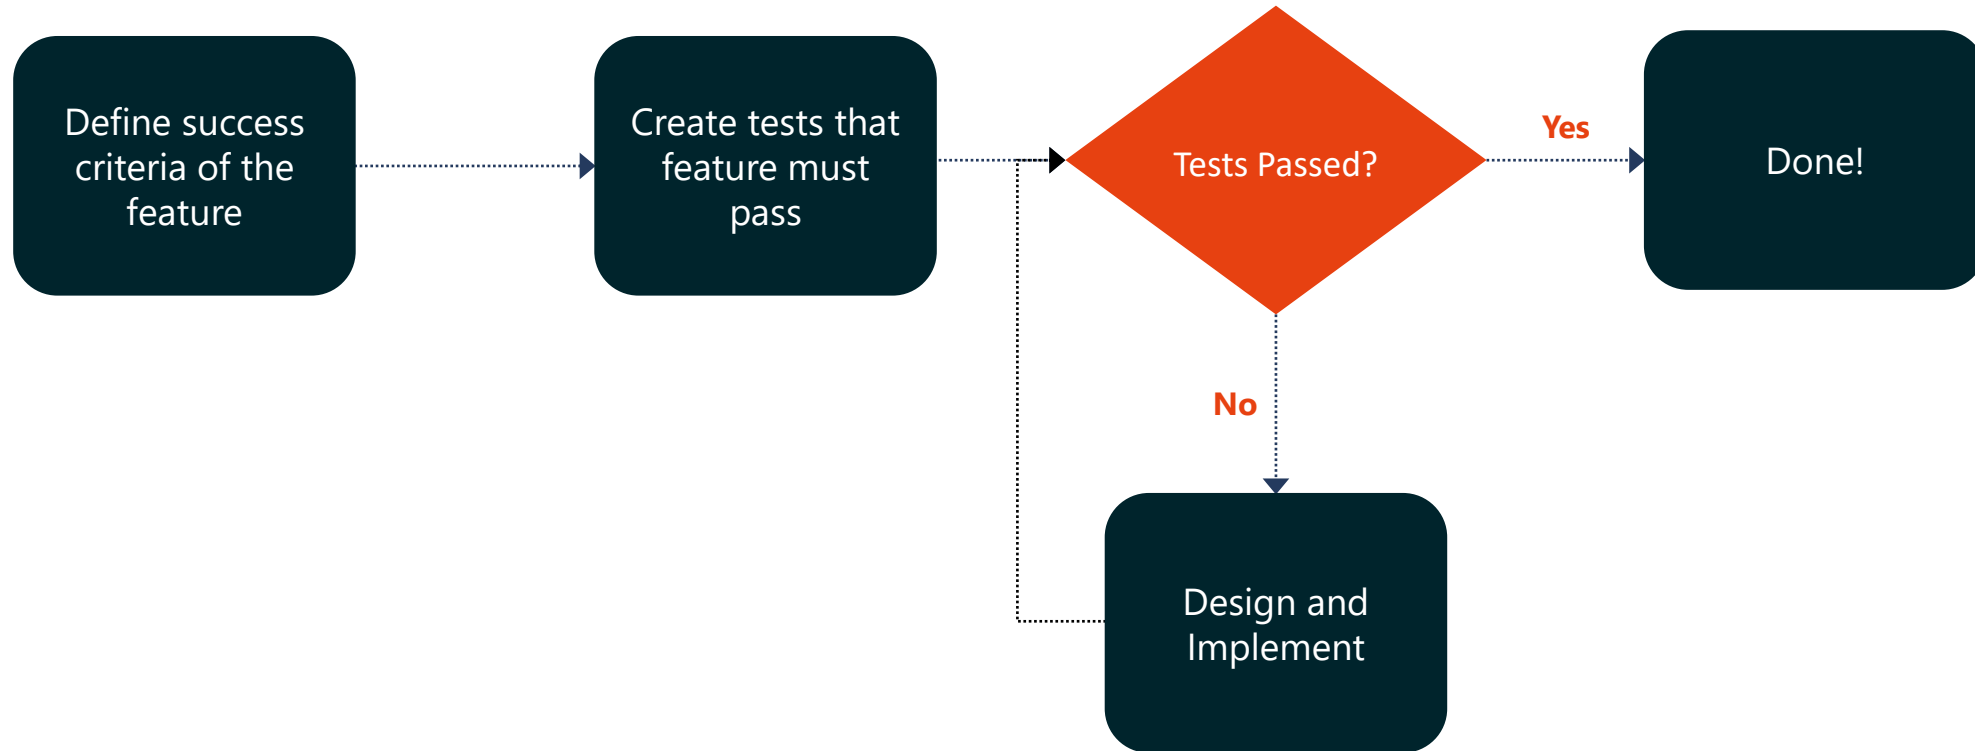 Define success
criteria of the
feature
Create tests that
feature must
pass
Tests Passed?
Yes
Done!
No
Design and
Implement